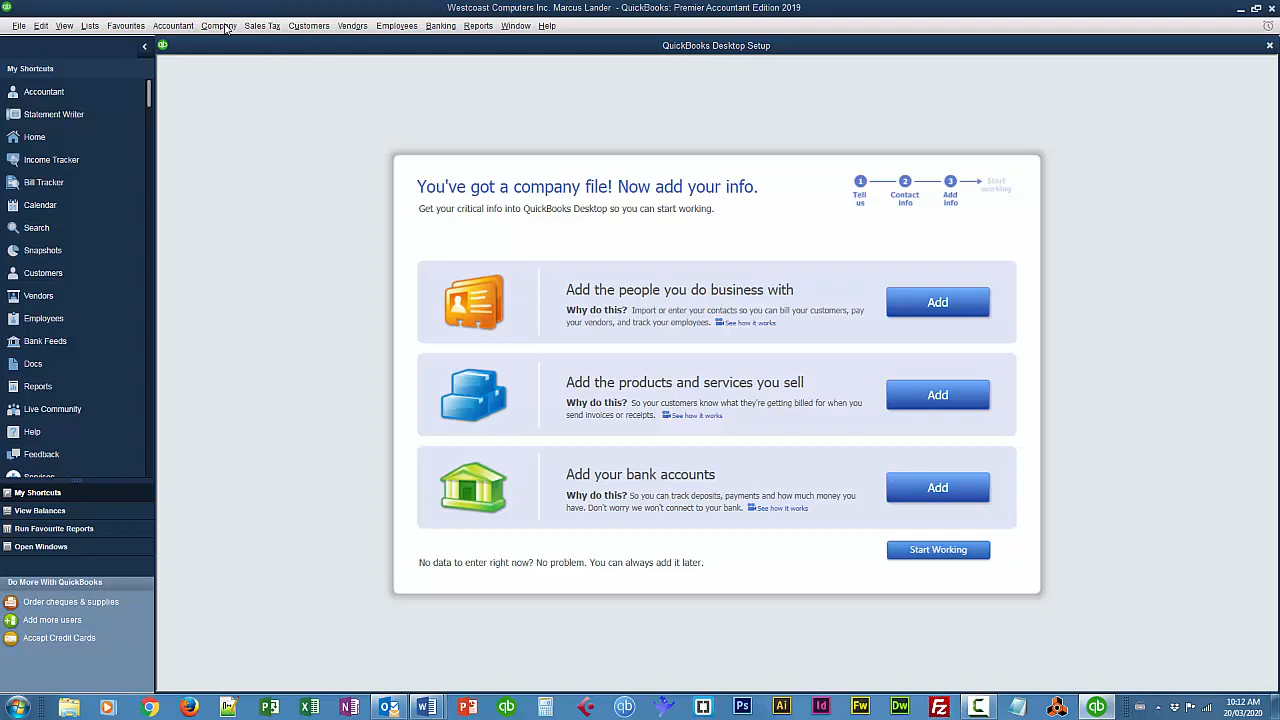 Westcoast Computers Inc. Marcus Lander - QuickBooks: Premier Accountant Edition 2019
File Edit View Lists Favourites Accountant Company Sales Tax Customers Vendors Employees Banking Reports Window Help
QuickBooks Desktop Setup
My Shortcuts
Accountant
Statement Writer
Home
Income Tracker
Bill Tracker
Calendar
Search
Snapshots
Customers
Vendors
Employees
Bank Feeds
Docs
Reports
Live Community
Help
Feedback
Services
My Shortcuts
View Balances
Run Favourite Reports
Open Windows
Do More With QuickBooks
Order cheques & supplies
Add more users
Accept Credit Cards
You've got a company file! Now add your info.
Get your critical info into QuickBooks Desktop so you can start working.
1 2 3 Start working
Tell us
Contact info
Add info
Add the people you do business with
Why do this? Import or enter your contacts so you can bill your customers, pay
your vendors, and track your employees. See how it works
Add
Add the products and services you sell
Why do this? So your customers know what they're getting billed for when you
send invoices or receipts. See how it works
Add
Add your bank accounts
Why do this? So you can track deposits, payments and how much money you
have. Don't worry we won't connect to your bank. See how it works
Add
Start Working
No data to enter right now? No problem. You can always add it later.
Ps Ai Id Fw Dw
10:12 AM
20/03/2020